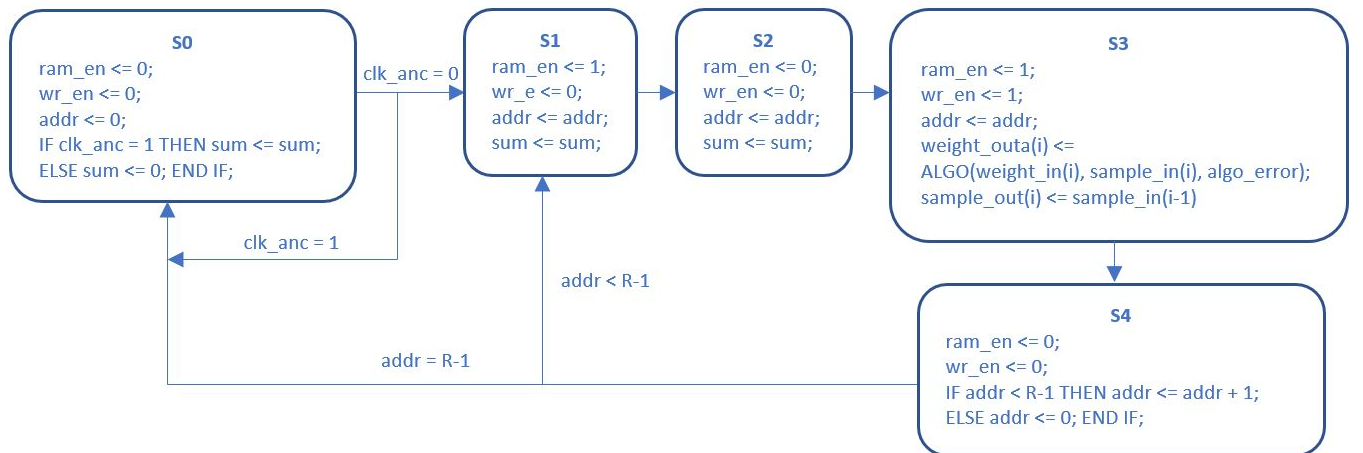 S0
ram_en <= 0;
wr_en <= 0;
addr <= 0;
IF clk_anc = 1 THEN sum <= sum;
ELSE sum <= 0; END IF;
clk_anc = 0
S1
ram_en <= 1;
wr_e <= 0;
addr <= addr;
sum <= sum;
S2
ram_en <= 0;
wr_en <= 0;
addr <= addr;
sum <= sum;
S3
ram_en <= 1;
wr_en <= 1;
addr <= addr;
weight_outa(i) <=
ALGO(weight_in(i), sample_in(i), algo_error);
sample_out(i) <= sample_in(i-1)
clk_anc = 1
addr < R-1
addr = R-1
S4
ram_en <= 0;
wr_en <= 0;
IF addr < R-1 THEN addr <= addr + 1;
ELSE addr <= 0; END IF;